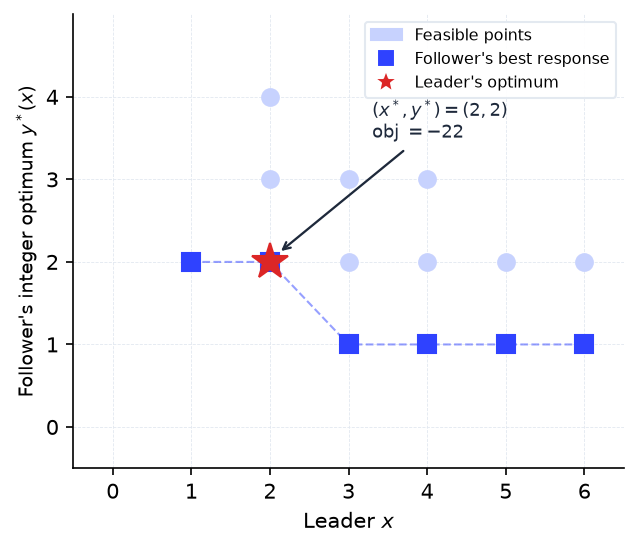 Feasible points
Follower's best response
Leader's optimum
(x*, y*) = (2, 2)
obj = −22
Follower's integer optimum y*(x)
4
3
2
1
0
0 1 2 3 4 5 6
Leader x